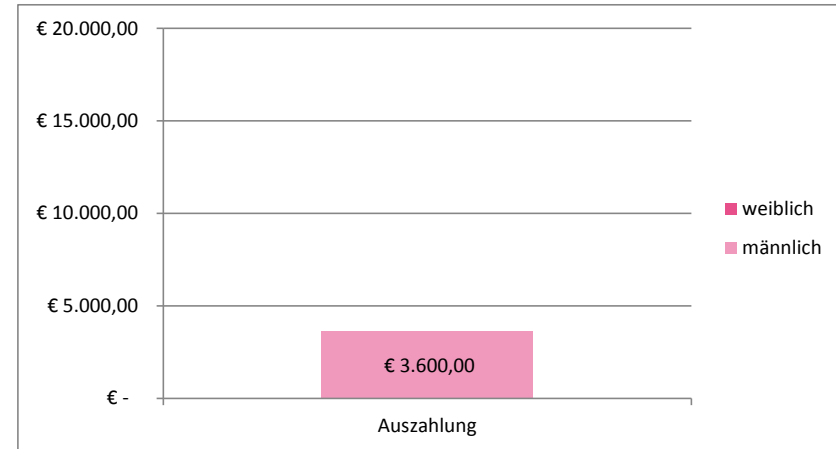 € 20.000,00
€ 15.000,00
€ 10.000,00
€ 5.000,00
€ -
€ 3.600,00
Auszahlung
weiblich
männlich